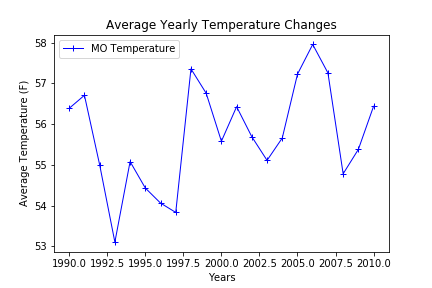 Average Yearly Temperature Changes
MO Temperature
58
57
56
55
54
53
Average Temperature (F)
1990.0 1992.5 1995.0 1997.5 2000.0 2002.5 2005.0 2007.5 2010.0
Years